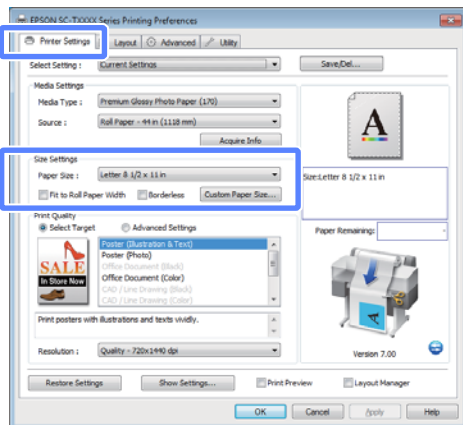 EPSON SC-TXXXX Series Printing Preferences
Printer Settings Layout Advanced Utility
Select Setting : Current Settings Save/Del...
Media Settings
Media Type : Premium Glossy Photo Paper (170)
Source : Roll Paper - 44 in (1118 mm)
Acquire Info
A
Size Settings
Paper Size : Letter 8 1/2 x 11 in
Size:Letter 8 1/2 x 11 in
Fit to Roll Paper Width Borderless Custom Paper Size...
Print Quality
Select Target Advanced Settings
Paper Remaining: -
SALE
In Store Now
Poster (Illustration & Text)
Poster (Photo)
Office Document (Black)
Office Document (Color)
CAD / Line Drawing (Black)
CAD / Line Drawing (Color)
A
Print posters with illustrations and texts vividly.
Resolution : Quality - 720x1440 dpi
Version 7.00
Restore Settings Show Settings... Print Preview Layout Manager
OK Cancel Apply Help